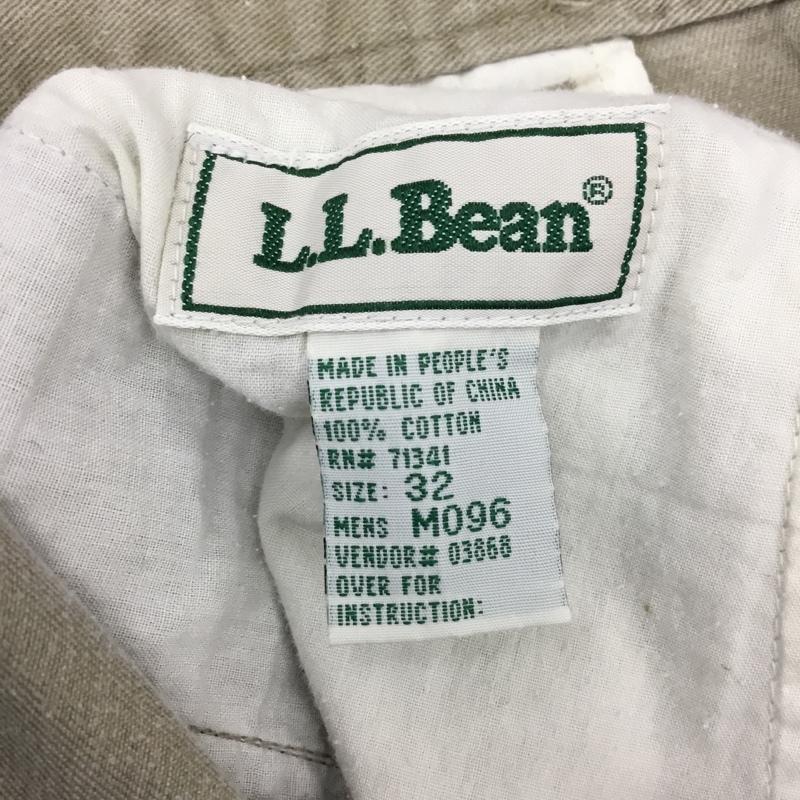 L.L.Bean®
MADE IN PEOPLE'S
REPUBLIC OF CHINA
100% COTTON
RN# 71341
SIZE: 32
MENS M096
VENDOR# 03868
OVER FOR
INSTRUCTION: